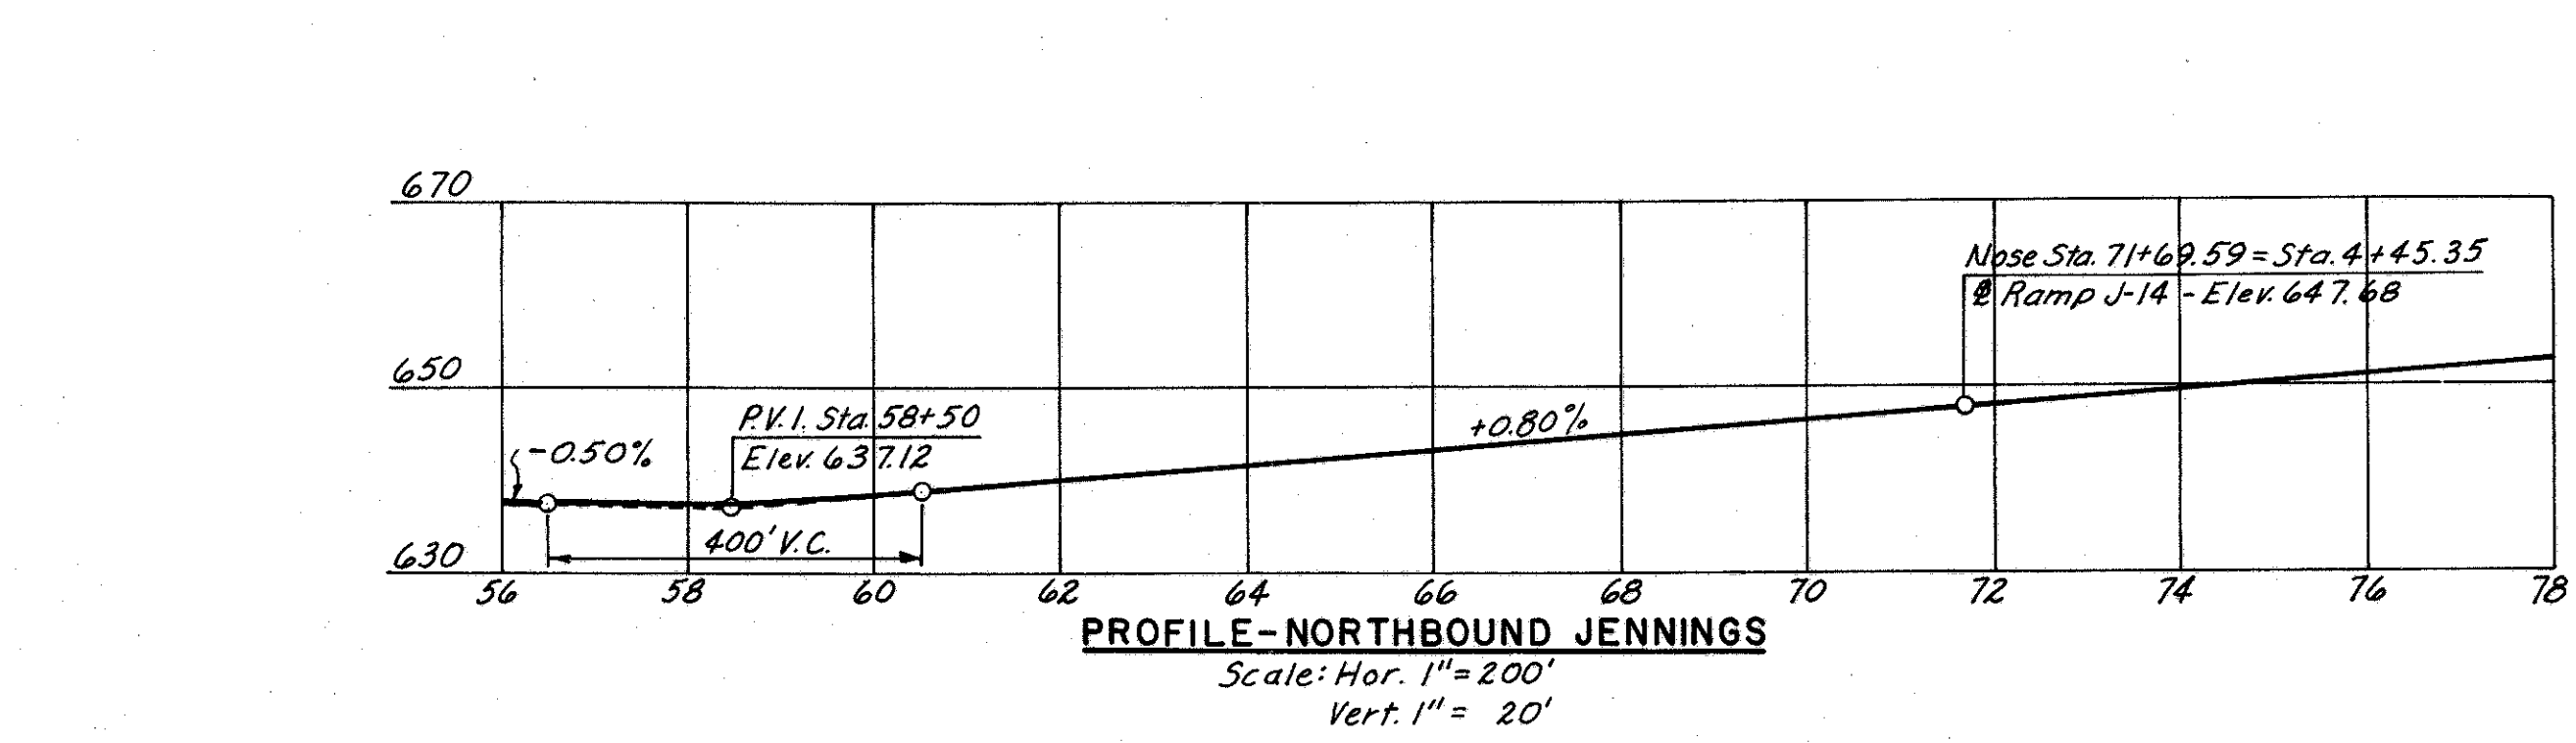 670
Nose Sta. 71+69.59 = Sta. 4+45.35
℄ Ramp J-14 - Elev. 647.68
650
P.V.I. Sta. 58+50
Elev. 637.12
+0.80%
-0.50%
400' V.C.
630
56 58 60 62 64 66 68 70 72 74 76 78
PROFILE-NORTHBOUND JENNINGS
Scale: Hor. 1"=200'
Vert. 1"= 20'